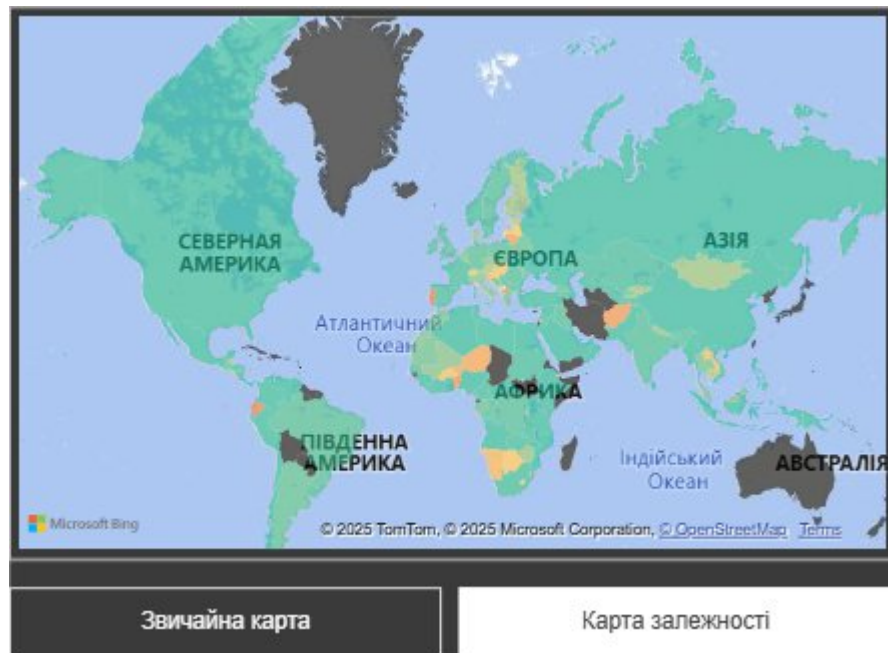 СЕВЕРНАЯ
АМЕРИКА
ЄВРОПА
АЗІЯ
Атлантичний
Океан
АФРИКА
ПІВДЕННА
АМЕРИКА
Індійський
Океан
АВСТРАЛІЯ
Microsoft Bing
© 2025 TomTom, © 2025 Microsoft Corporation, © OpenStreetMap Terms
Звичайна карта
Карта залежності